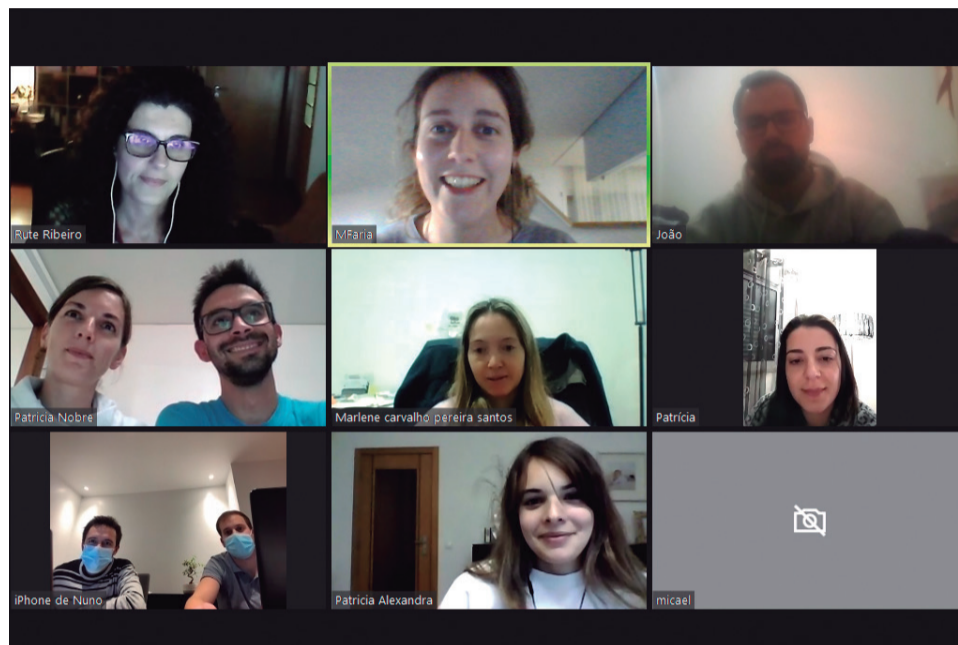 Rute Ribeiro
MFaria
João
Patricia Nobre
Marlene carvalho pereira santos
Patrícia
iPhone de Nuno
Patricia Alexandra
micael